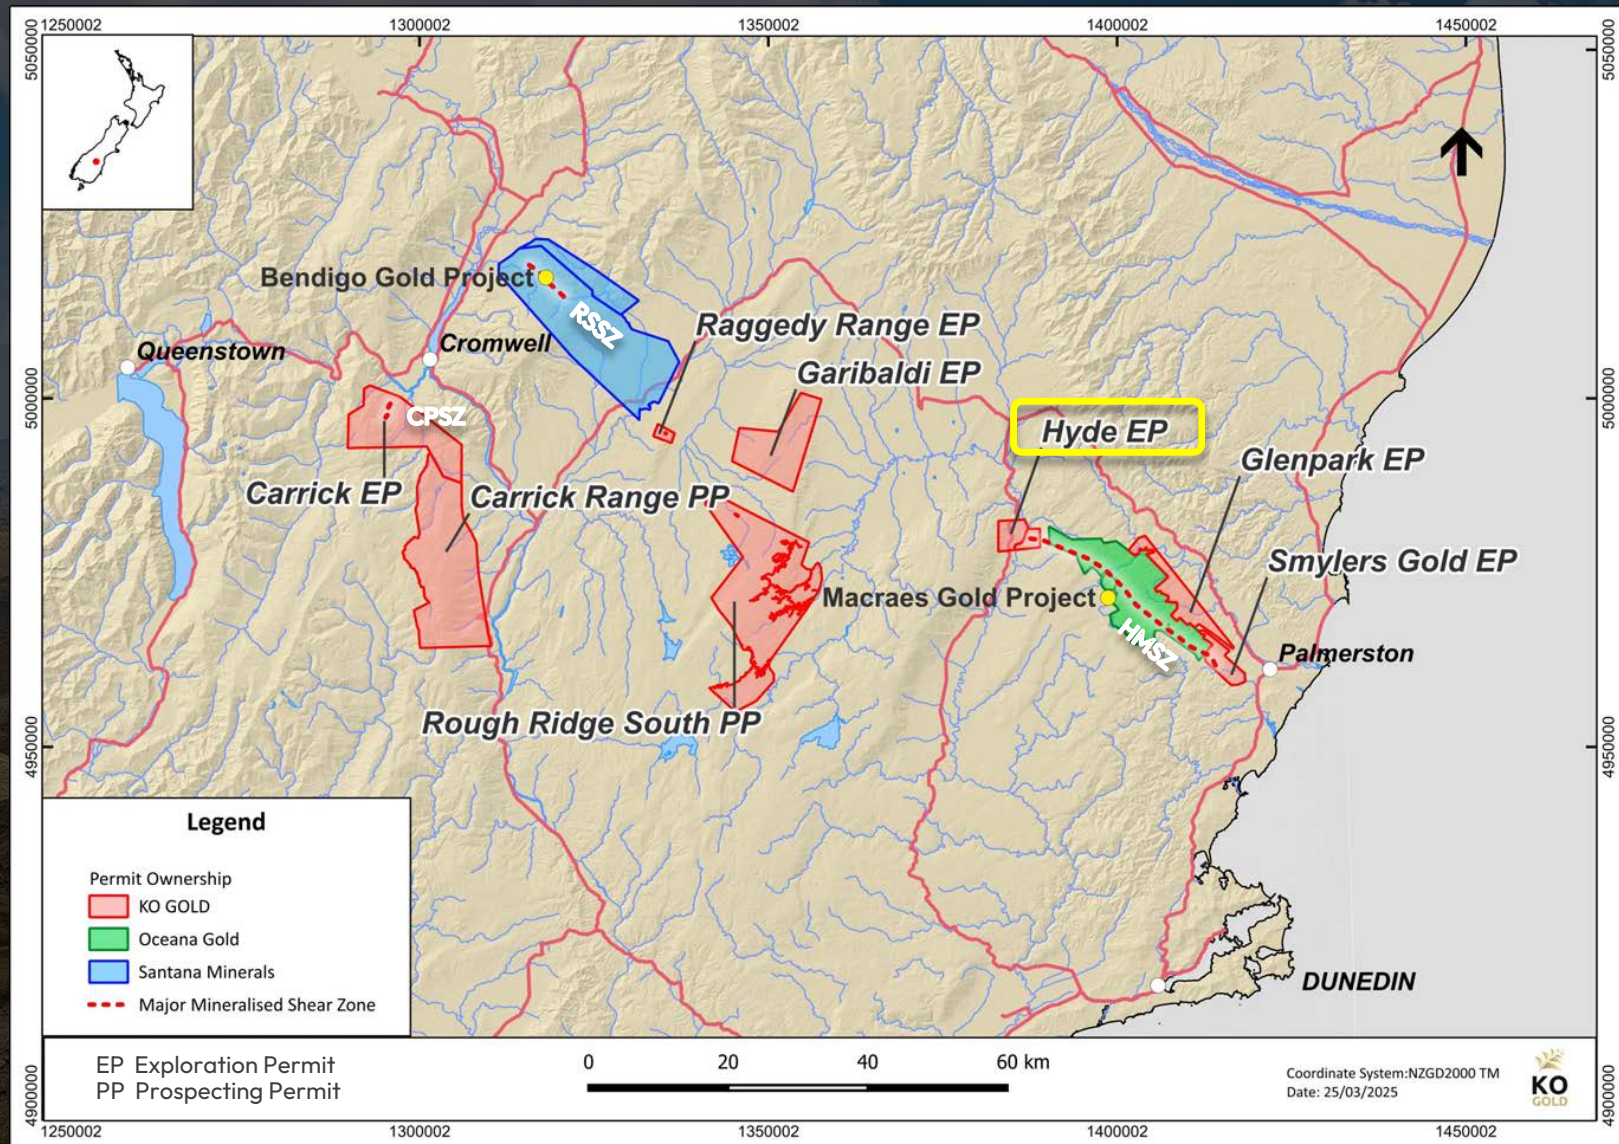 1250002 1300002 1350002 1400002 1450002
5050000 5050000
Bendigo Gold Project
RSSZ
Raggedy Range EP
Queenstown
Cromwell
Garibaldi EP
5000000 5000000
CPSZ
Hyde EP
Glenpark EP
Carrick EP
Carrick Range PP
Smylers Gold EP
Macraes Gold Project
HMSZ
Palmerston
Rough Ridge South PP
4950000 4950000
Legend
Permit Ownership
KO GOLD
Oceana Gold
Santana Minerals
Major Mineralised Shear Zone
DUNEDIN
EP Exploration Permit
PP Prospecting Permit
0 20 40 60 km
Coordinate System:NZGD2000 TM
Date: 25/03/2025
KO
GOLD
4900000 4900000
1250002 1300002 1350002 1400002 1450002